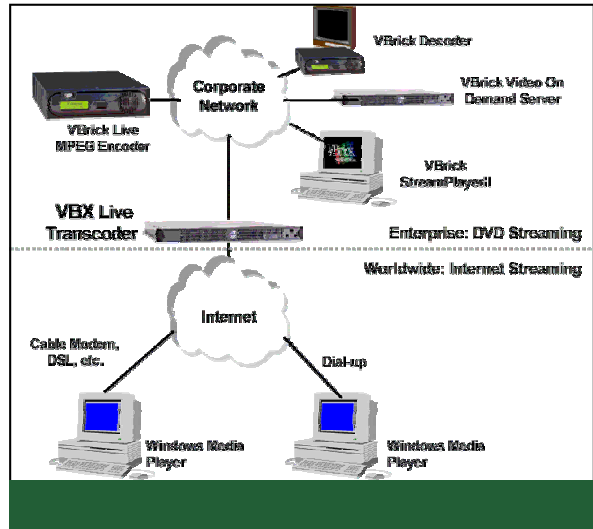 VBrick Decoder
Corporate
Network
VBrick Video On
Demand Server
VBrick Live
MPEG Encoder
VBrick
StreamPlayerII
VBX Live
Transcoder
Enterprise: DVD Streaming
Worldwide: Internet Streaming
Internet
Cable Modem,
DSL, etc.
Dial-up
Windows Media
Player
Windows Media
Player